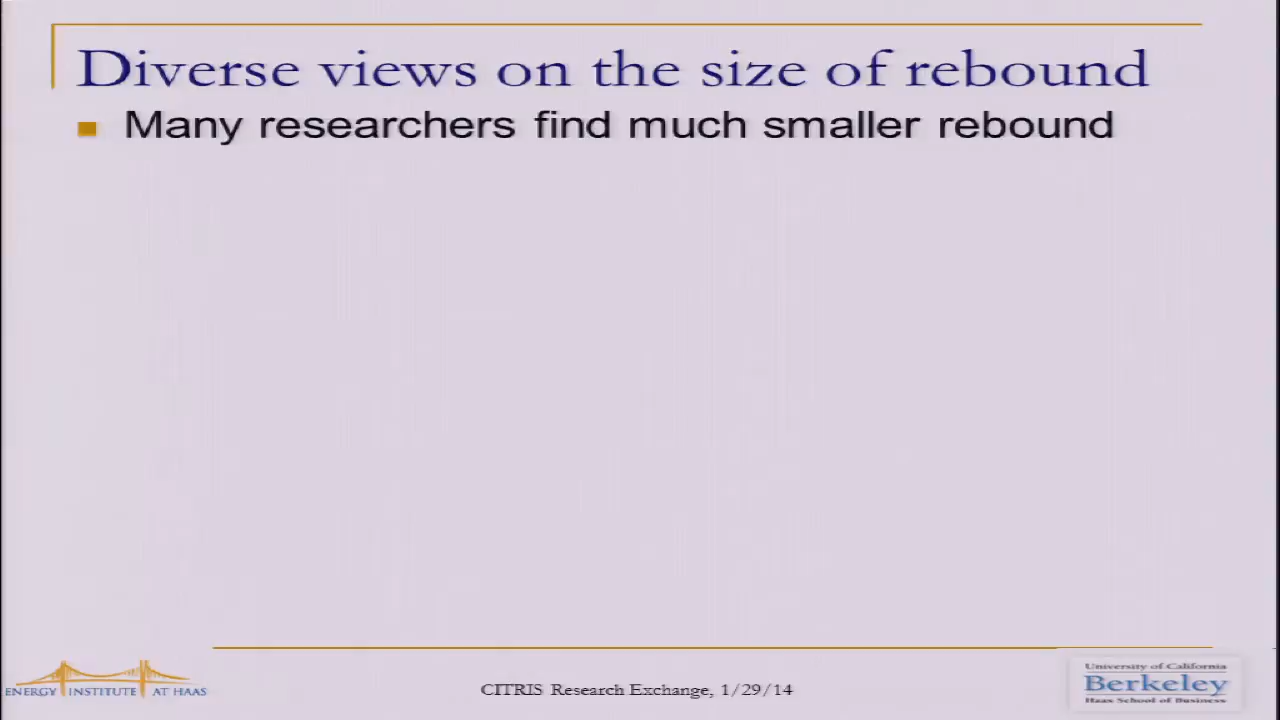 Diverse views on the size of rebound
Many researchers find much smaller rebound
ENERGY INSTITUTE AT HAAS
CITRIS Research Exchange, 1/29/14
University of California
Berkeley
Haas School of Business